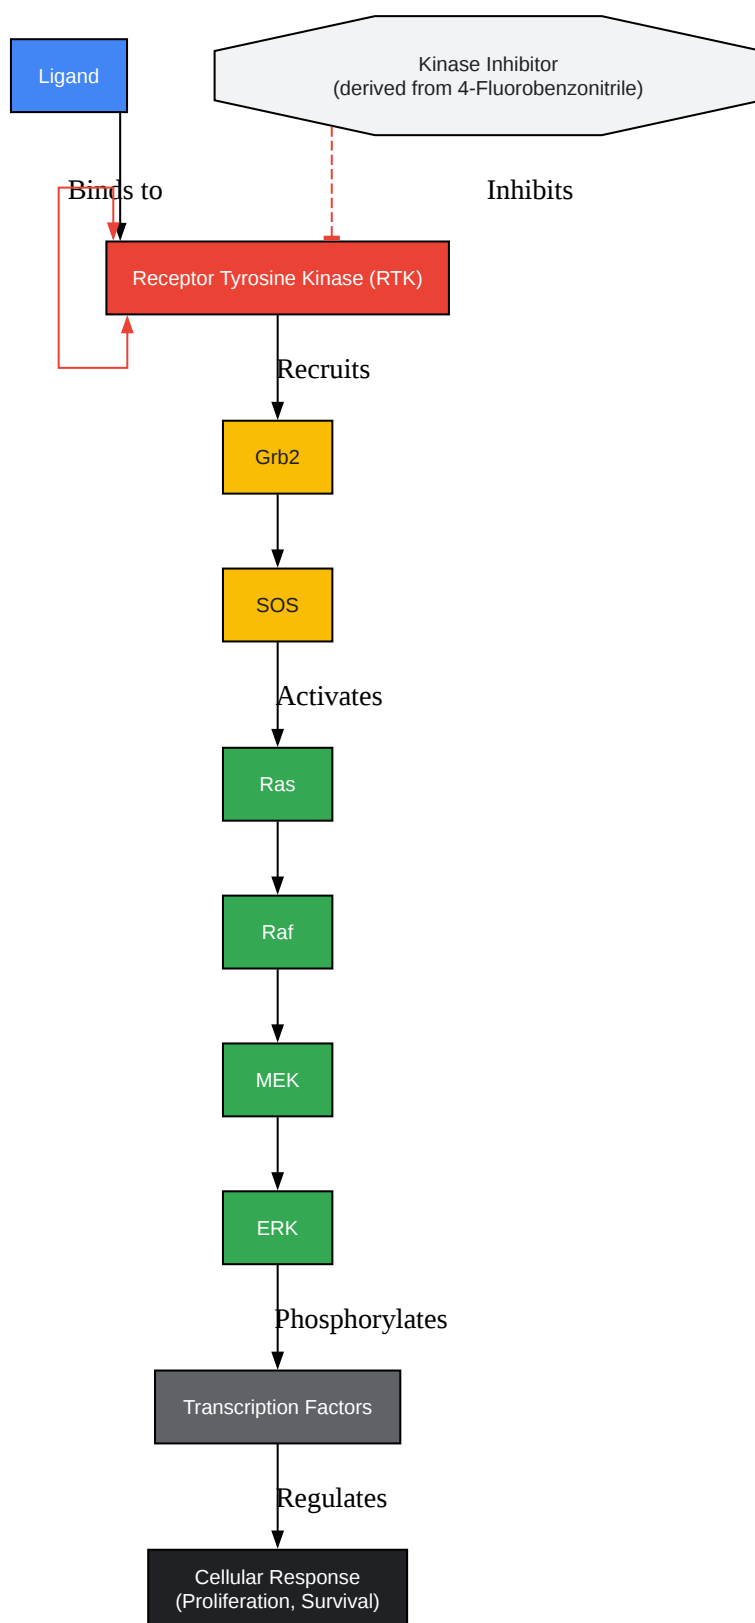 Ligand
Kinase Inhibitor
(derived from 4-Fluorobenzonitrile)
Binds to
Inhibits
Receptor Tyrosine Kinase (RTK)
Recruits
Grb2
SOS
Activates
Ras
Raf
MEK
ERK
Phosphorylates
Transcription Factors
Regulates
Cellular Response
(Proliferation, Survival)